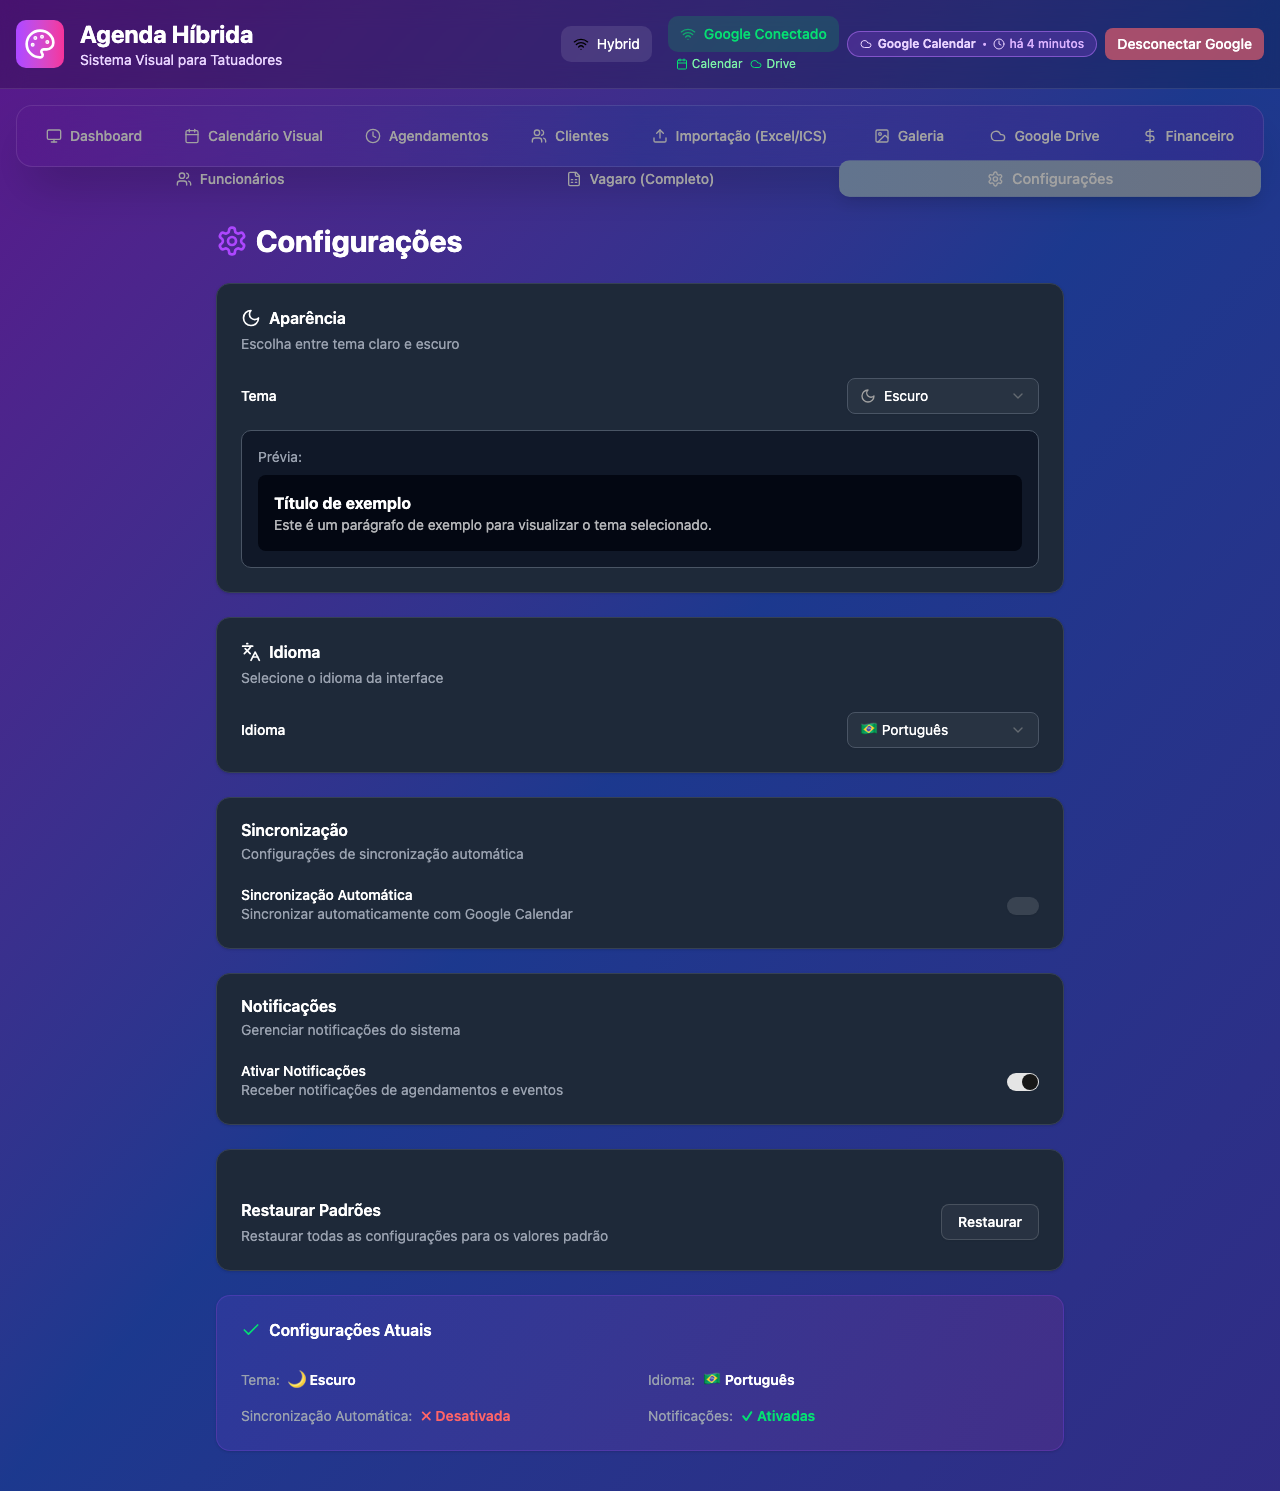 Agenda Híbrida
Sistema Visual para Tatuadores
Hybrid
Google Conectado
Calendar Drive
Google Calendar • há 4 minutos
Desconectar Google
Dashboard
Calendário Visual
Agendamentos
Clientes
Importação (Excel/ICS)
Galeria
Google Drive
Financeiro
Funcionários
Vagaro (Completo)
Configurações
Configurações
Aparência
Escolha entre tema claro e escuro
Tema
Escuro
Prévia:
Título de exemplo
Este é um parágrafo de exemplo para visualizar o tema selecionado.
Idioma
Selecione o idioma da interface
Idioma
Português
Sincronização
Configurações de sincronização automática
Sincronização Automática
Sincronizar automaticamente com Google Calendar
Notificações
Gerenciar notificações do sistema
Ativar Notificações
Receber notificações de agendamentos e eventos
Restaurar Padrões
Restaurar todas as configurações para os valores padrão
Restaurar
Configurações Atuais
Tema: 🌙 Escuro
Idioma: 🇧🇷 Português
Sincronização Automática: ✕ Desativada
Notificações: ✓ Ativadas